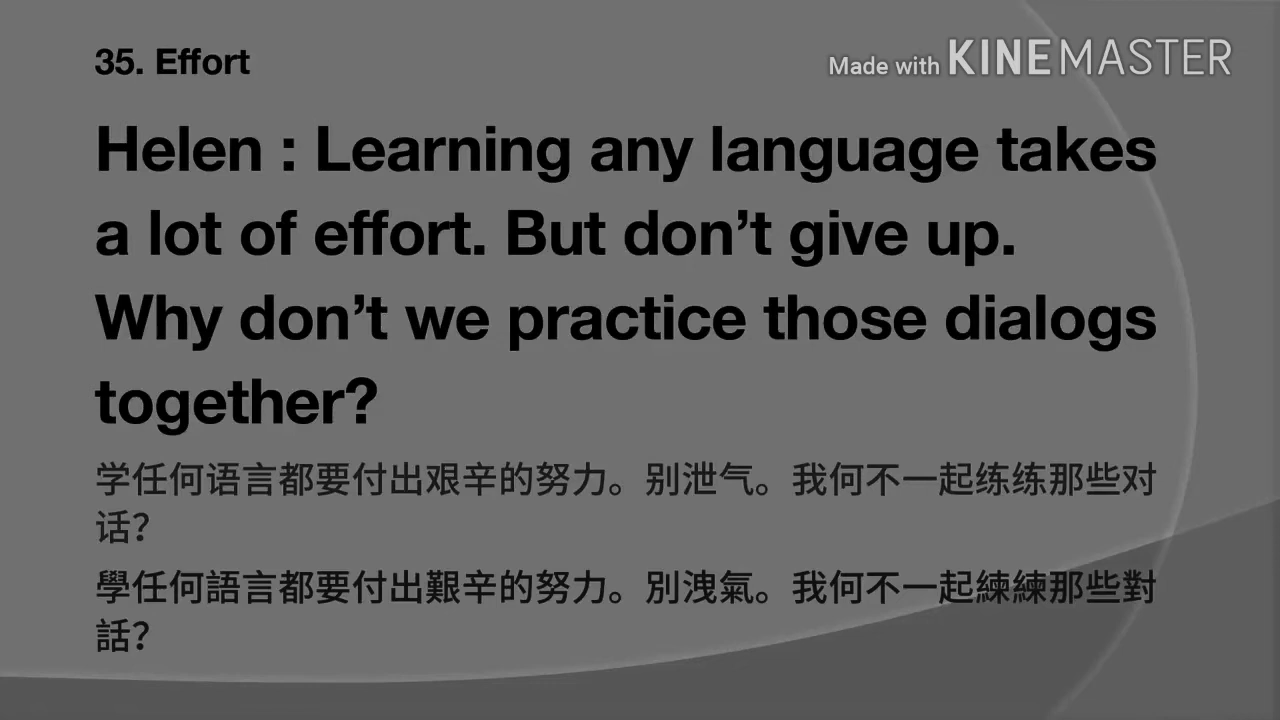 35. Effort
Made with KINEMASTER
Helen : Learning any language takes
a lot of effort. But don’t give up.
Why don’t we practice those dialogs
together?
学任何语言都要付出艰辛的努力。别泄气。我何不一起练练那些对
话？
學任何語言都要付出艱辛的努力。別洩氣。我何不一起練練那些對
話？